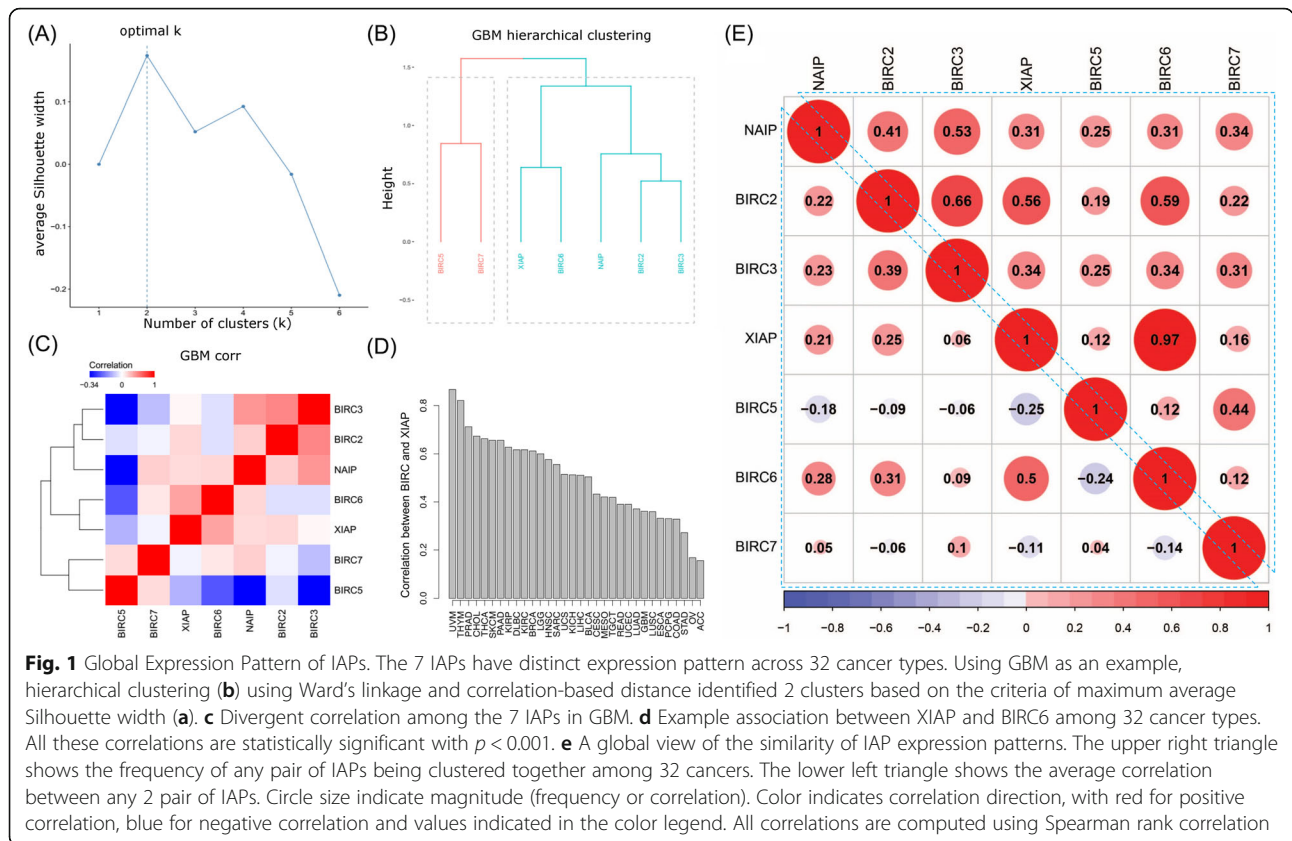 (A)
optimal k
average Silhouette width
0.1
0.0
−0.1
−0.2
1 2 3 4 5 6
Number of clusters (k)
(B)
GBM hierarchical clustering
Height
1.5
1.0
0.5
0.0
−0.5
BIRC5 BIRC7 XIAP BIRC6 NAIP BIRC2 BIRC3
(C)
GBM corr
Correlation
−0.34 0 1
BIRC3
BIRC2
NAIP
BIRC6
XIAP
BIRC7
BIRC5
BIRC5 BIRC7 XIAP BIRC6 NAIP BIRC2 BIRC3
(D)
Correlation between BIRC and XIAP
0.8
0.6
0.4
0.2
0.0
UVM THYM PRAD CHOL THCA SKCM PAAD KIRP DLBC KIRC BRCA LGG HNSC SARC UCS KICH LIHC BLCA CESC MESO TGCT READ UCEC LUAD GBM LUSC ESCA PCPG COAD STAD OV ACC
(E)
NAIP BIRC2 BIRC3 XIAP BIRC5 BIRC6 BIRC7
NAIP 1 0.41 0.53 0.31 0.25 0.31 0.34
BIRC2 0.22 1 0.66 0.56 0.19 0.59 0.22
BIRC3 0.23 0.39 1 0.34 0.25 0.34 0.31
XIAP 0.21 0.25 0.06 1 0.12 0.97 0.16
BIRC5 −0.18 −0.09 −0.06 −0.25 1 0.12 0.44
BIRC6 0.28 0.31 0.09 0.5 −0.24 1 0.12
BIRC7 0.05 −0.06 0.1 −0.11 0.04 −0.14 1
−1 −0.8 −0.6 −0.4 −0.2 0 0.2 0.4 0.6 0.8 1
Fig. 1 Global Expression Pattern of IAPs. The 7 IAPs have distinct expression pattern across 32 cancer types. Using GBM as an example,
hierarchical clustering (b) using Ward's linkage and correlation-based distance identified 2 clusters based on the criteria of maximum average
Silhouette width (a). c Divergent correlation among the 7 IAPs in GBM. d Example association between XIAP and BIRC6 among 32 cancer types.
All these correlations are statistically significant with p < 0.001. e A global view of the similarity of IAP expression patterns. The upper right triangle
shows the frequency of any pair of IAPs being clustered together among 32 cancers. The lower left triangle shows the average correlation
between any 2 pair of IAPs. Circle size indicate magnitude (frequency or correlation). Color indicates correlation direction, with red for positive
correlation, blue for negative correlation and values indicated in the color legend. All correlations are computed using Spearman rank correlation